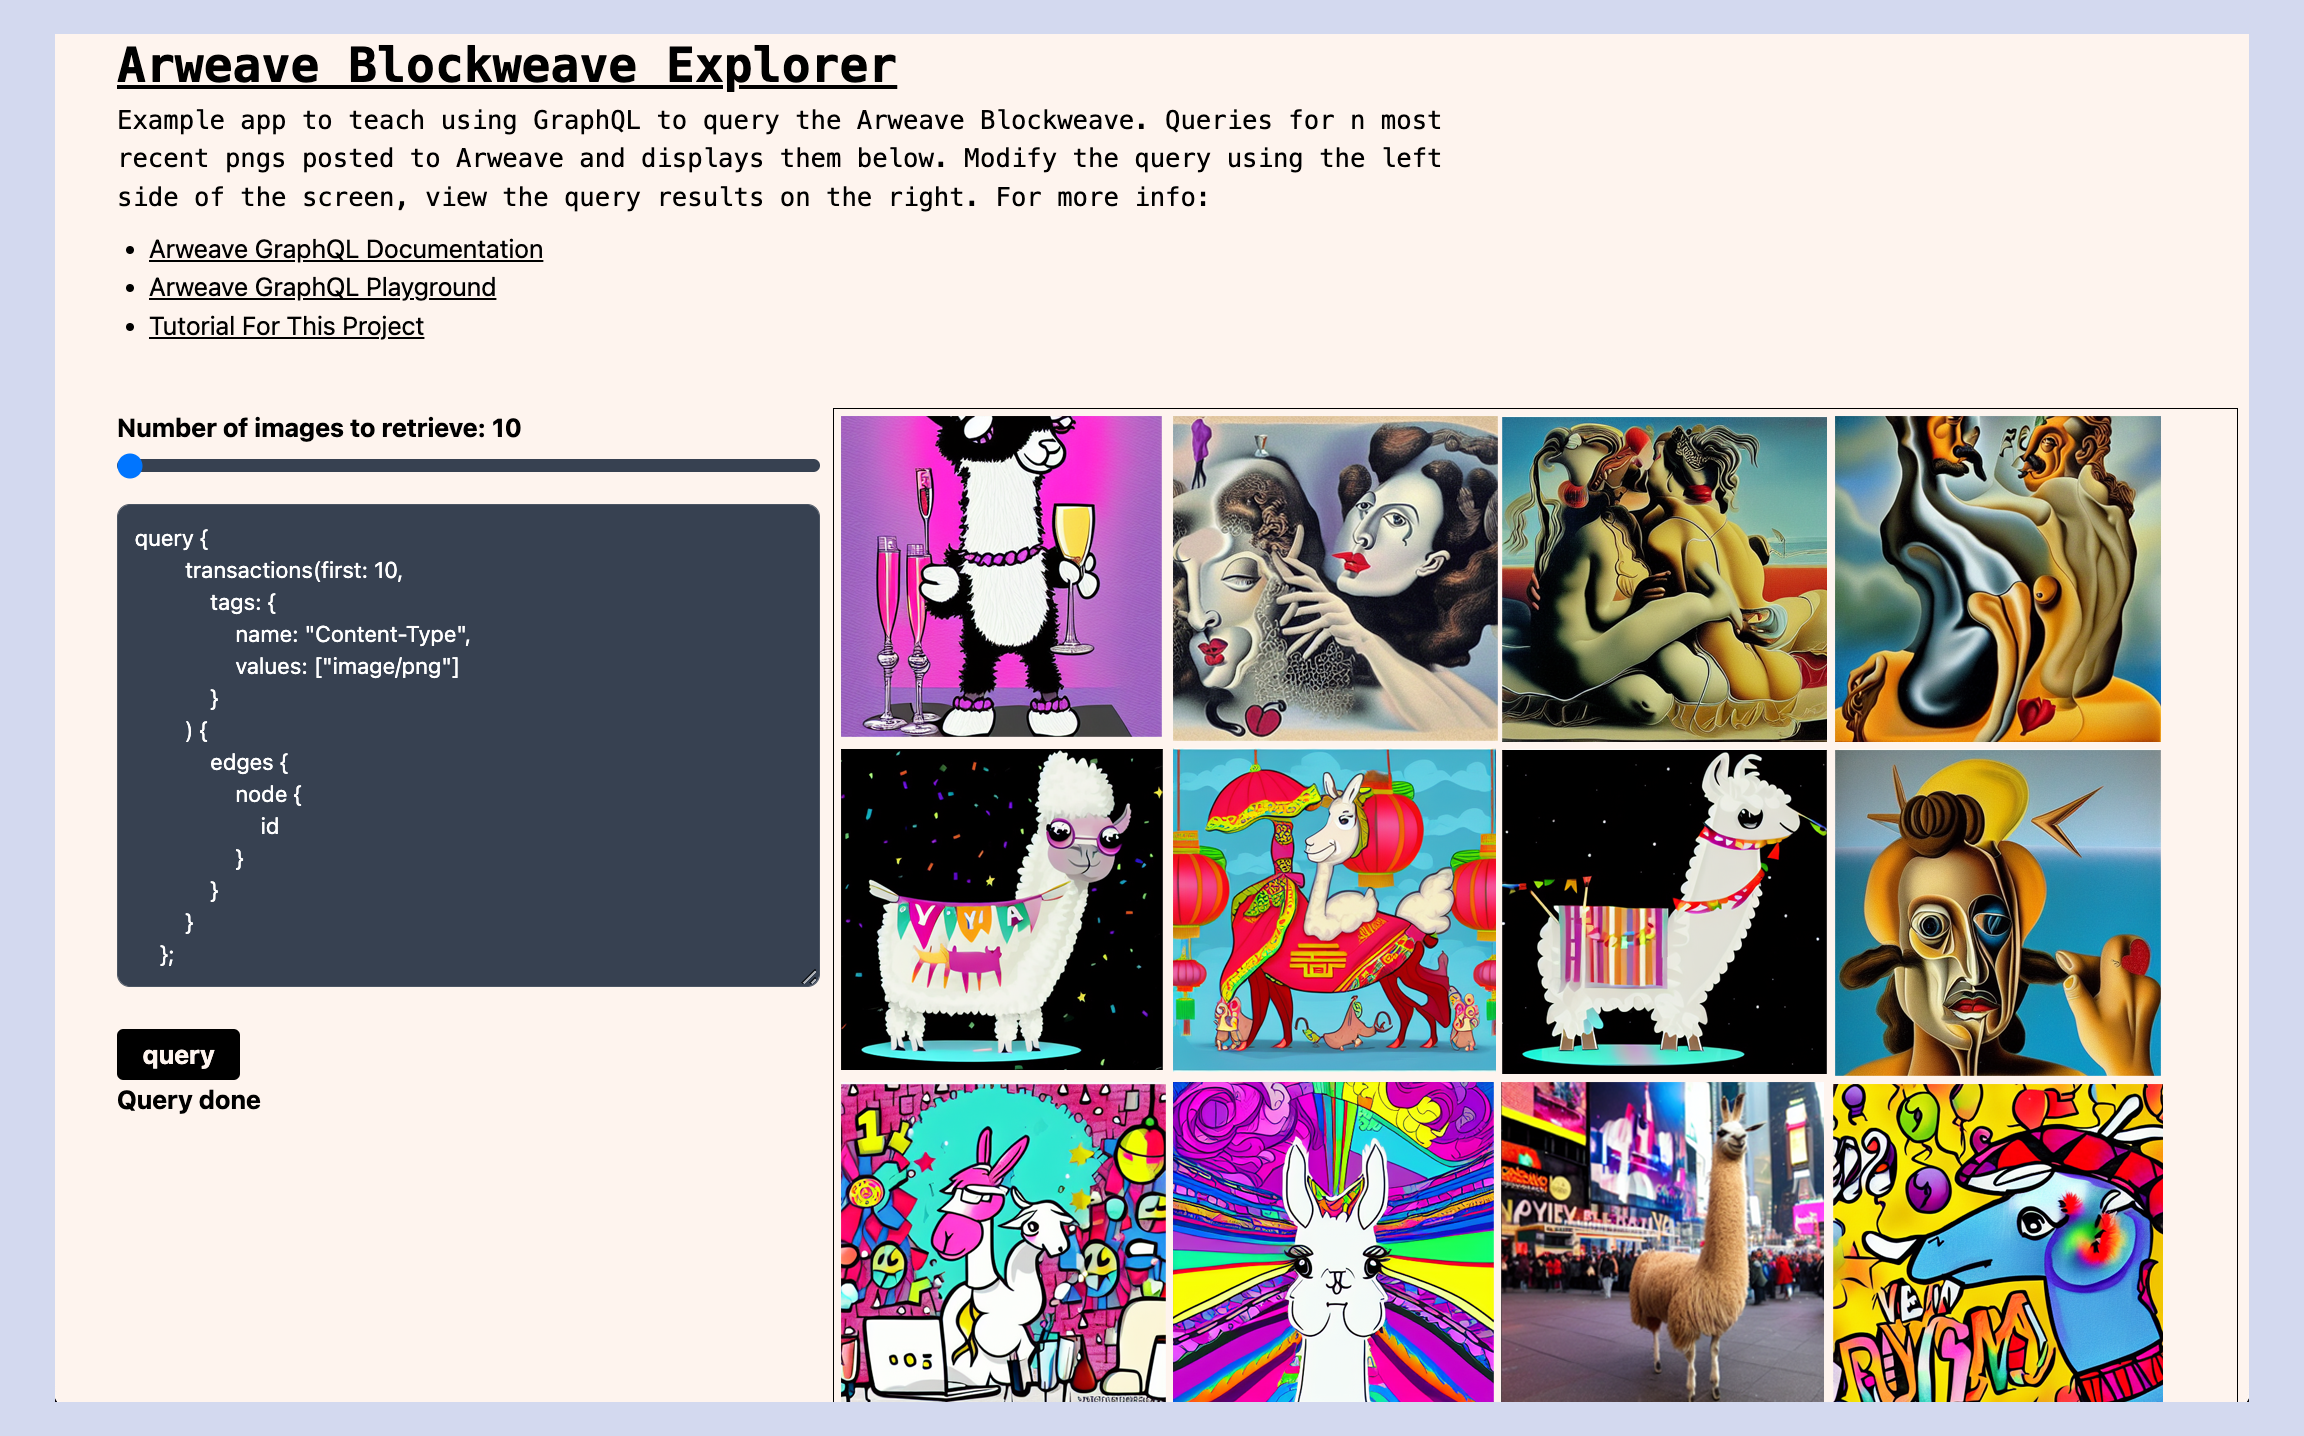 Arweave Blockweave Explorer
Example app to teach using GraphQL to query the Arweave Blockweave. Queries for n most
recent pngs posted to Arweave and displays them below. Modify the query using the left
side of the screen, view the query results on the right. For more info:
• Arweave GraphQL Documentation
• Arweave GraphQL Playground
• Tutorial For This Project
Number of images to retrieve: 10
query {
transactions(first: 10,
tags: {
name: "Content-Type",
values: ["image/png"]
}
) {
edges {
node {
id
}
}
}
};
query
Query done